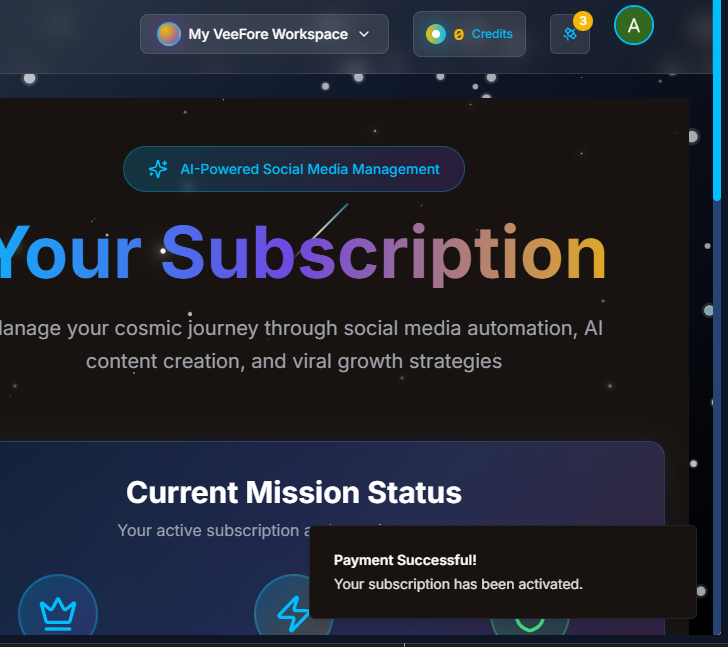 My VeeFore Workspace
0 Credits
3
A
AI-Powered Social Media Management
Your Subscription
anage your cosmic journey through social media automation, AI
content creation, and viral growth strategies
Current Mission Status
Your active subscription
Payment Successful!
Your subscription has been activated.